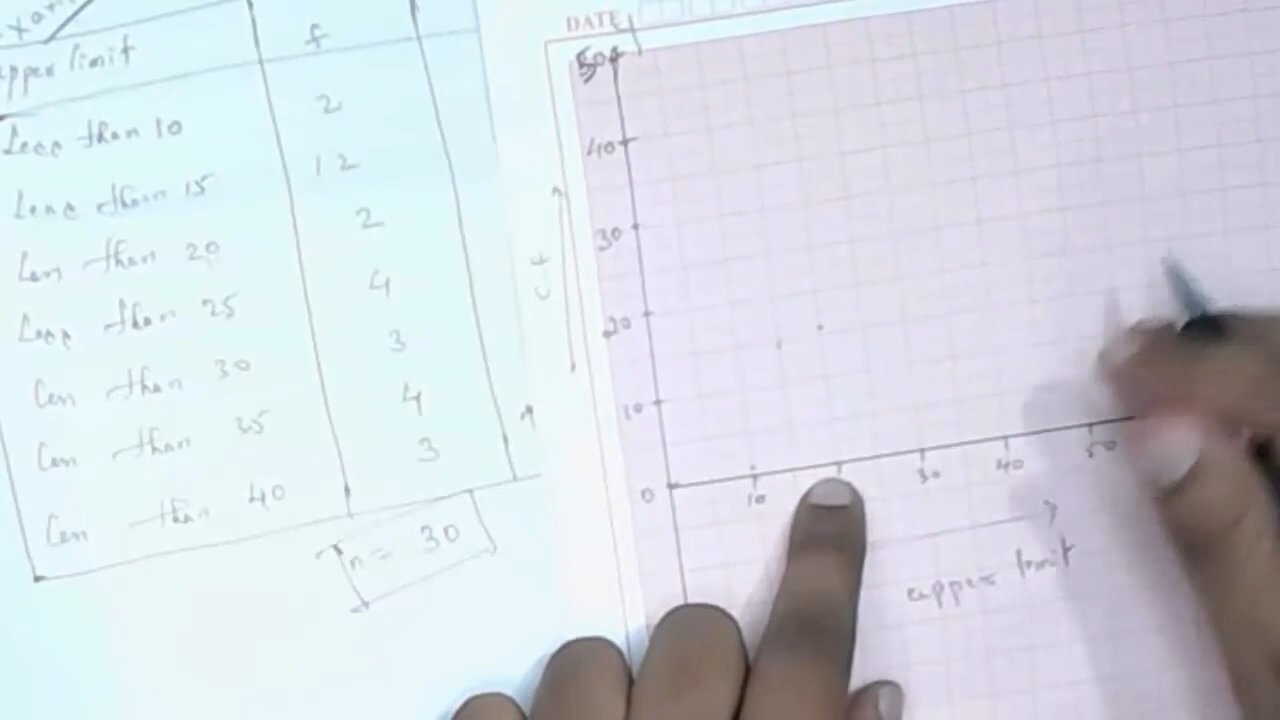 upper limit f
Less than 10 2
Less than 15 12
Less than 20 2
Less than 25 4
Less than 30 3
Less than 35 4
Less than 40 3
n = 30
DATE
50
40
30
20
10
0
10 30 40 50
cf
upper limit